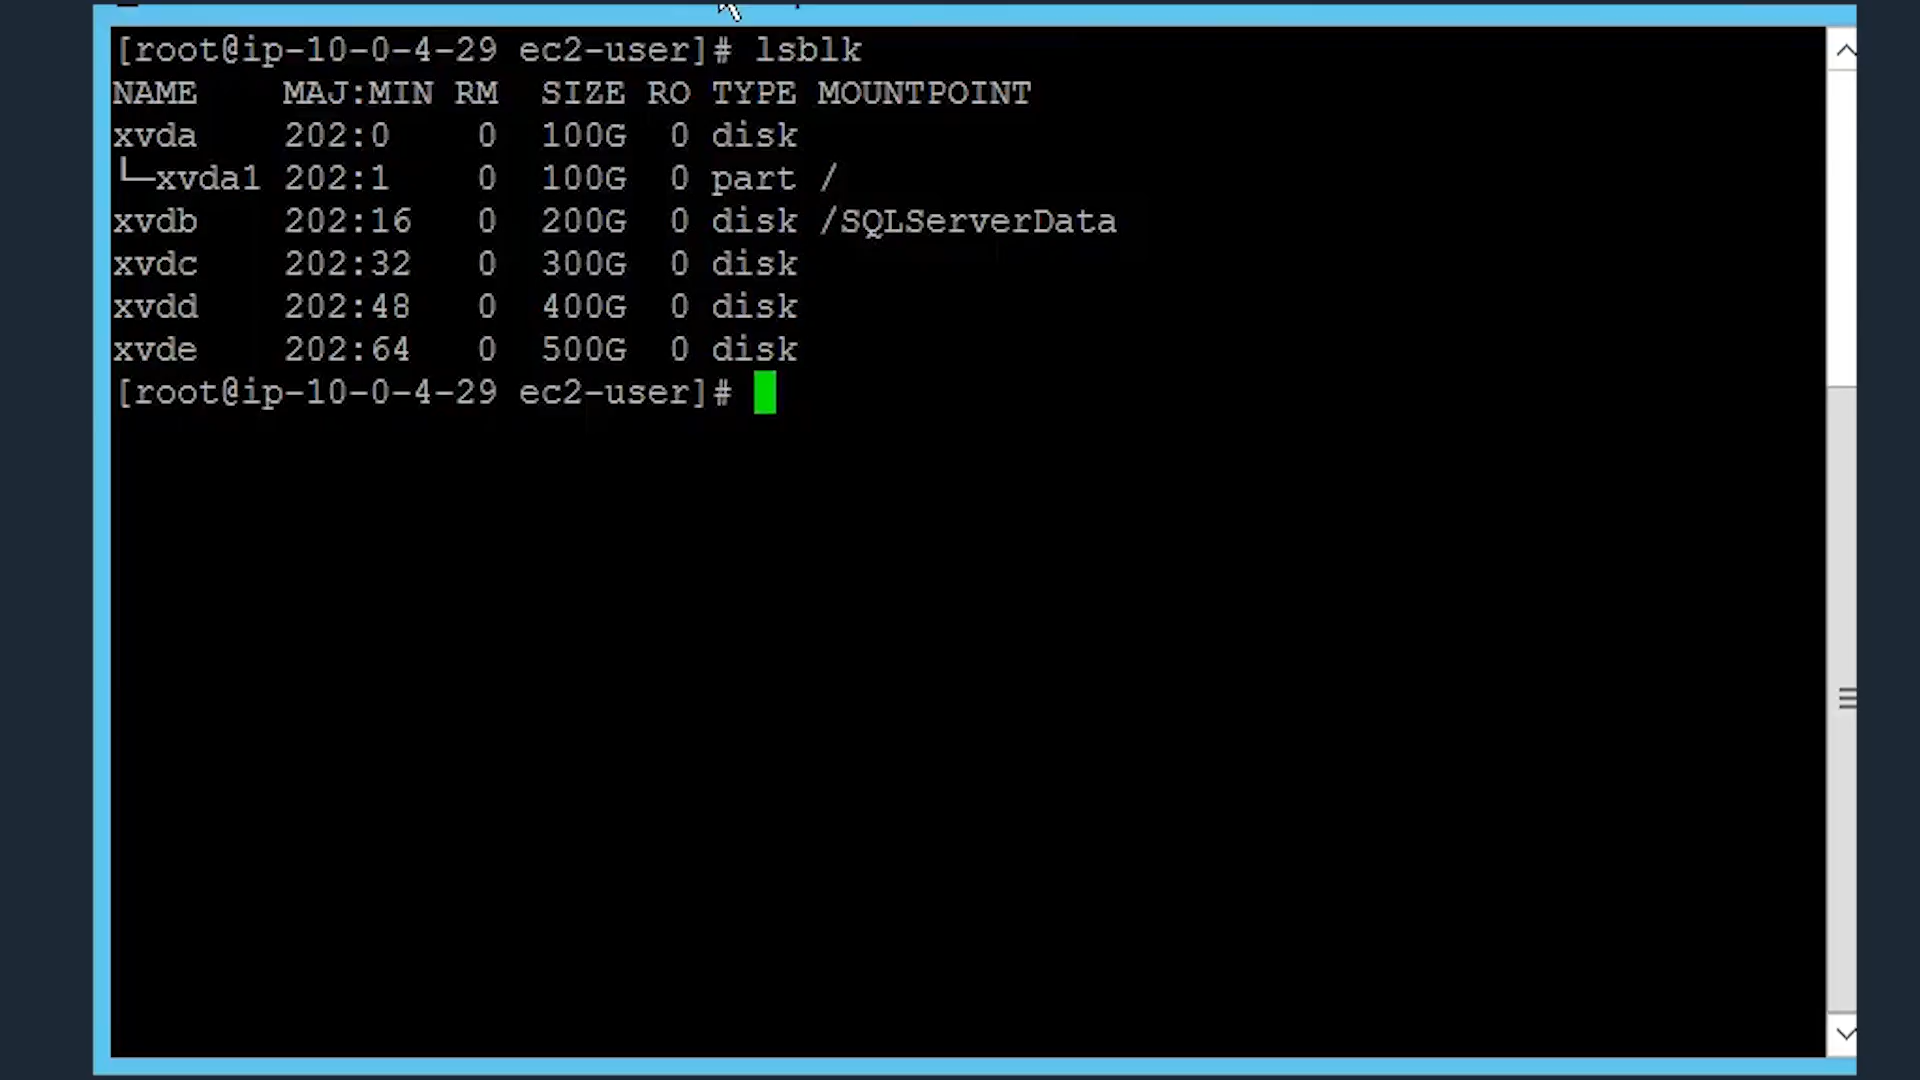 [root@ip-10-0-4-29 ec2-user]# lsblk
NAME    MAJ:MIN RM  SIZE RO TYPE MOUNTPOINT
xvda    202:0    0  100G  0 disk
└─xvda1 202:1    0  100G  0 part /
xvdb    202:16   0  200G  0 disk /SQLServerData
xvdc    202:32   0  300G  0 disk
xvdd    202:48   0  400G  0 disk
xvde    202:64   0  500G  0 disk
[root@ip-10-0-4-29 ec2-user]#